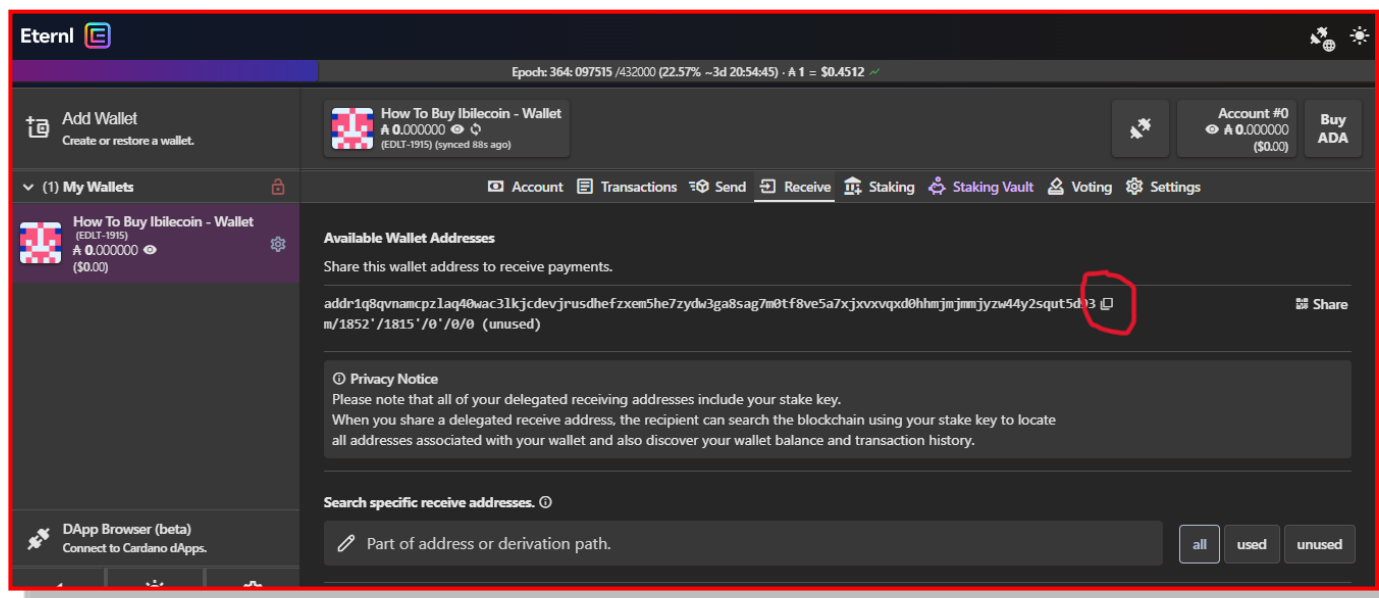 Eternl
Epoch: 364: 097515 /432000 (22.57% ~3d 20:54:45) · ₳ 1 = $0.4512
Add Wallet
Create or restore a wallet.
How To Buy Ibilecoin - Wallet
₳ 0.000000
(EDLT-1915) (synced 88s ago)
Account #0
₳ 0.000000
($0.00)
Buy
ADA
(1) My Wallets
Account Transactions Send Receive Staking Staking Vault Voting Settings
How To Buy Ibilecoin - Wallet
(EDLT-1915)
₳ 0.000000
($0.00)
Available Wallet Addresses
Share this wallet address to receive payments.
Share
m/1852'/1815'/0'/0/0 (unused)
Privacy Notice
Please note that all of your delegated receiving addresses include your stake key.
When you share a delegated receive address, the recipient can search the blockchain using your stake key to locate
all addresses associated with your wallet and also discover your wallet balance and transaction history.
Search specific receive addresses.
Part of address or derivation path.
all used unused
DApp Browser (beta)
Connect to Cardano dApps.